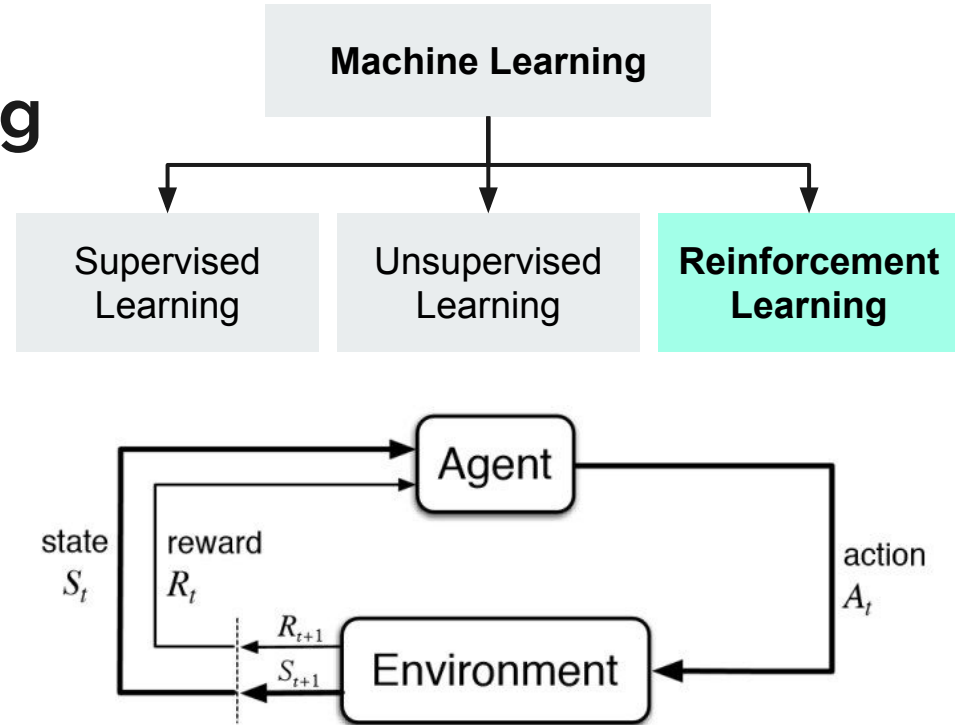 Machine Learning
g
Supervised
Learning
Unsupervised
Learning
Reinforcement
Learning
Agent
state
S_t
reward
R_t
action
A_t
R_{t+1}
S_{t+1}
Environment